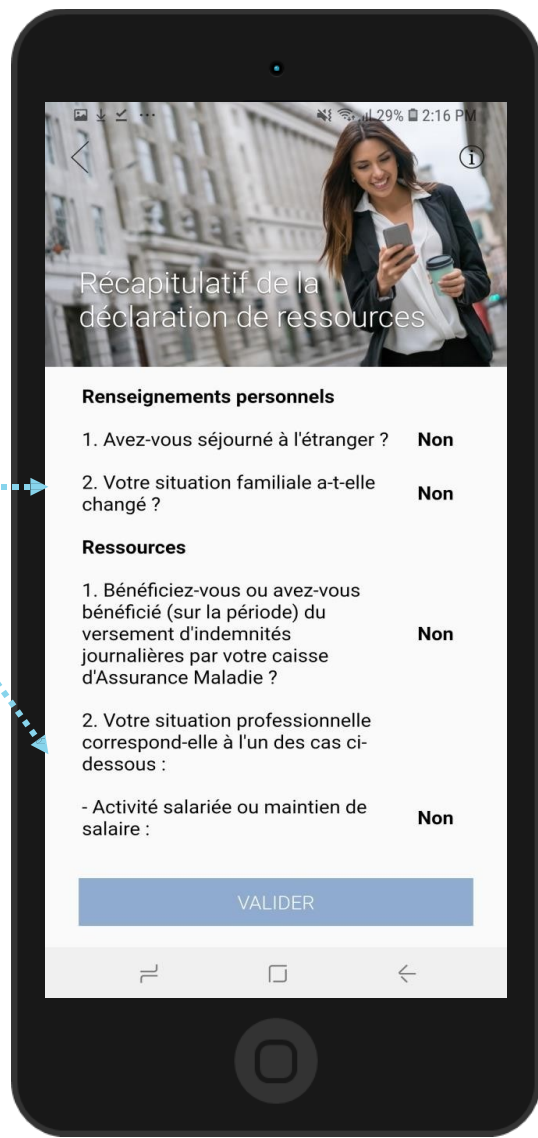 29% 2:16 PM
Récapitulatif de la
déclaration de ressources
Renseignements personnels
1. Avez-vous séjourné à l'étranger ? Non
2. Votre situation familiale a-t-elle
changé ? Non
Ressources
1. Bénéficiez-vous ou avez-vous
bénéficié (sur la période) du
versement d'indemnités
journalières par votre caisse
d'Assurance Maladie ? Non
2. Votre situation professionnelle
correspond-elle à l'un des cas ci-
dessous :
- Activité salariée ou maintien de
salaire : Non
VALIDER